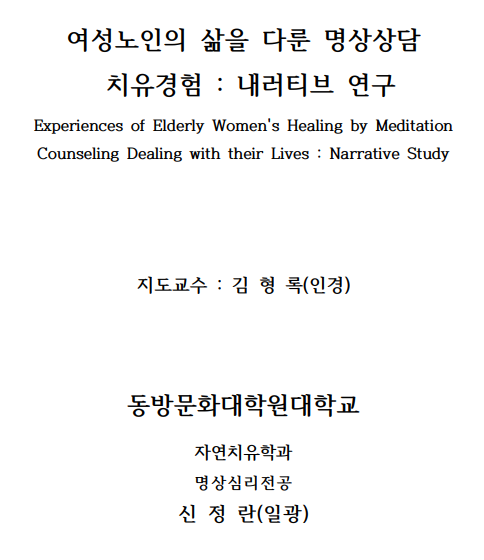 여성노인의 삶을 다룬 명상상담
치유경험 : 내러티브 연구
Experiences of Elderly Women's Healing by Meditation
Counseling Dealing with their Lives : Narrative Study
지도교수 : 김 형 록(인경)
동방문화대학원대학교
자연치유학과
명상심리전공
신 정 란(일광)